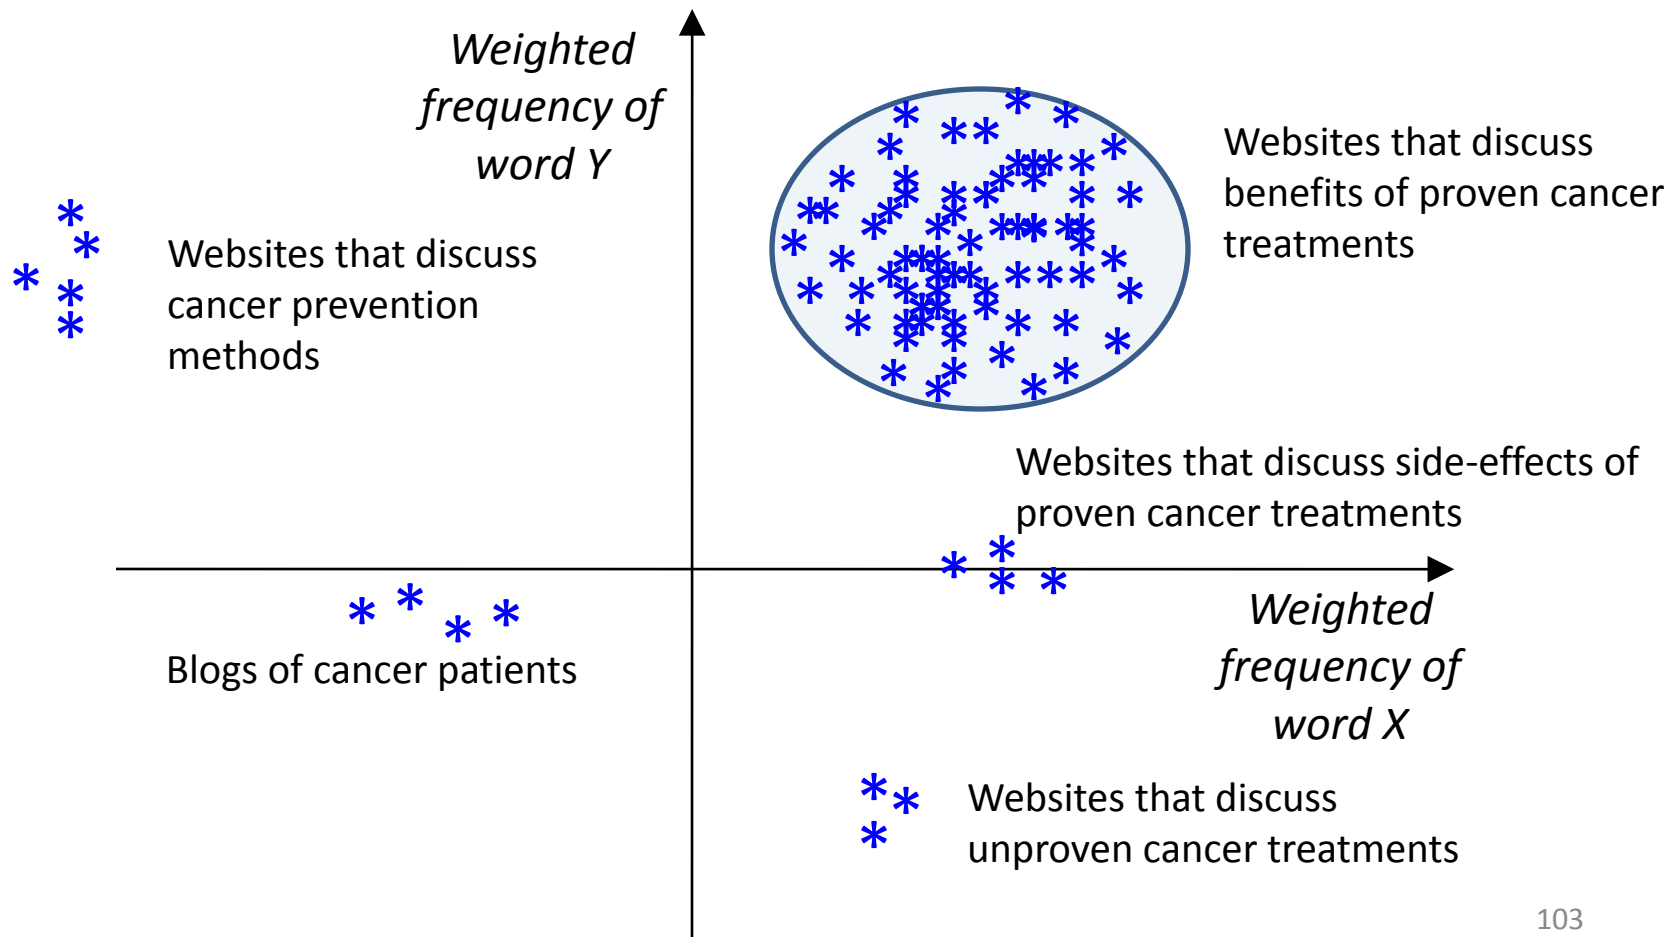 Weighted
frequency of
word Y
Websites that discuss
benefits of proven cancer
treatments
Websites that discuss
cancer prevention
methods
Websites that discuss side-effects of
proven cancer treatments
Weighted
frequency of
word X
Blogs of cancer patients
Websites that discuss
unproven cancer treatments
103